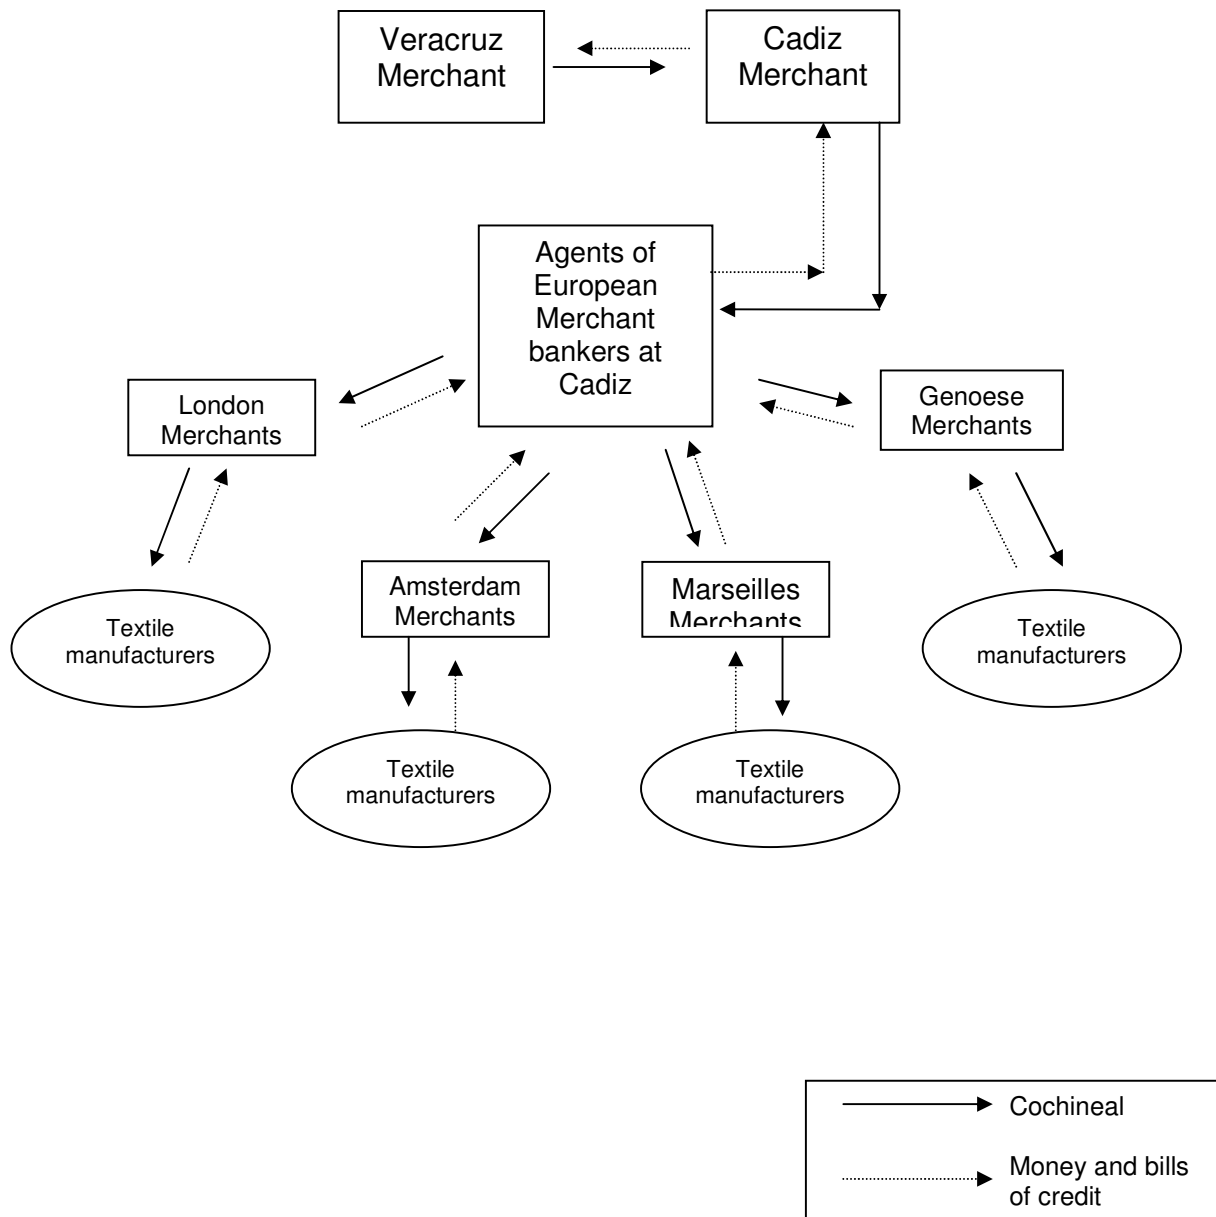 Veracruz
Merchant
Cadiz
Merchant
Agents of
European
Merchant
bankers at
Cadiz
London
Merchants
Genoese
Merchants
Amsterdam
Merchants
Marseilles
Merchants
Textile
manufacturers
Textile
manufacturers
Textile
manufacturers
Textile
manufacturers
Cochineal
Money and bills
of credit